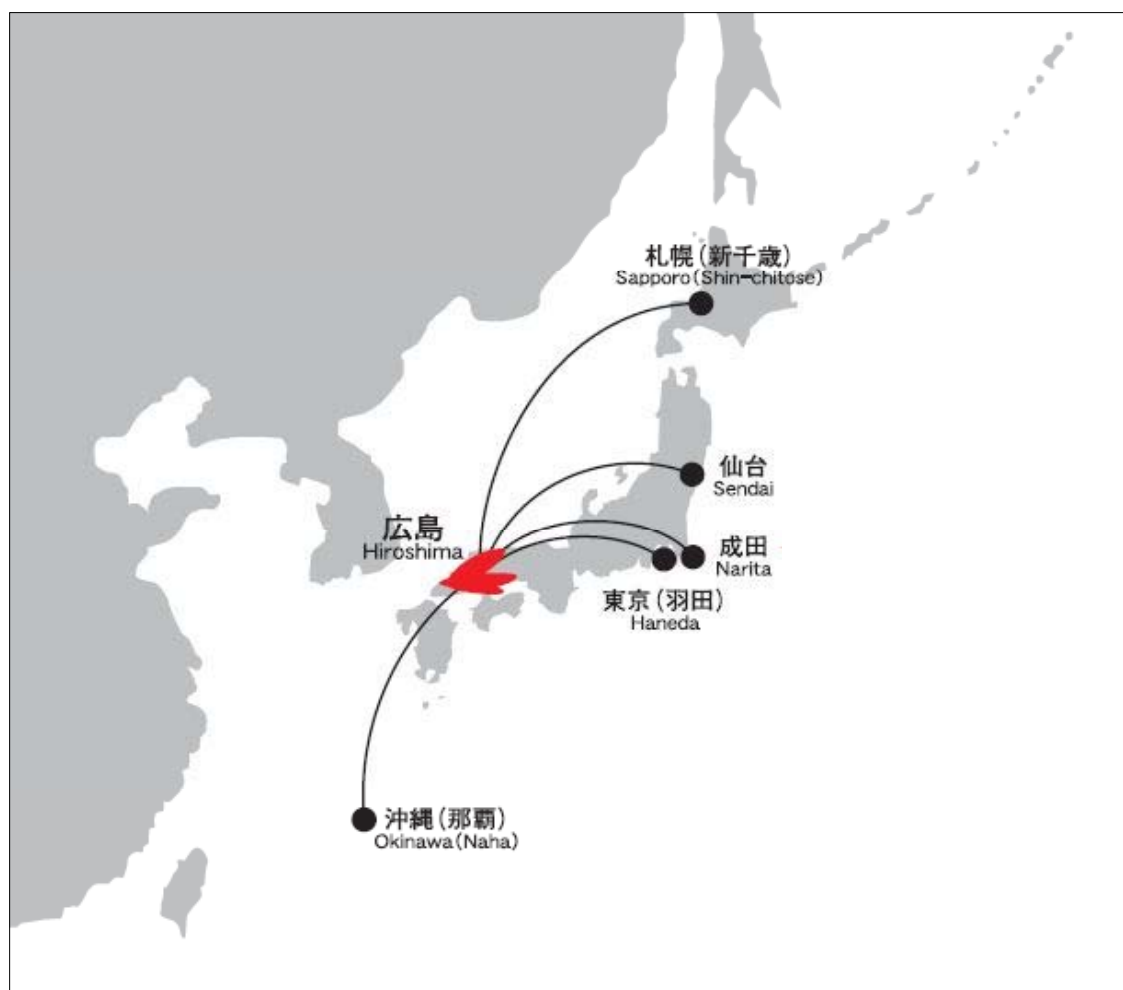 札幌(新千歳)
Sapporo(Shin-chitose)
仙台
Sendai
広島
Hiroshima
成田
Narita
東京(羽田)
Haneda
沖縄(那覇)
Okinawa(Naha)